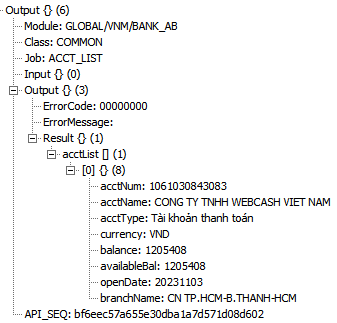 Output {} (6)
Module: GLOBAL/VNM/BANK_AB
Class: COMMON
Job: ACCT_LIST
Input {} (0)
Output {} (3)
ErrorCode: 00000000
ErrorMessage:
Result {} (1)
acctList [] (1)
[0] {} (8)
acctNum: 1061030843083
acctName: CONG TY TNHH WEBCASH VIET NAM
acctType: Tài khoản thanh toán
currency: VND
balance: 1205408
availableBal: 1205408
openDate: 20231103
branchName: CN TP.HCM-B.THANH-HCM
API_SEQ: bf6eec57a655e30dba1a7d571d08d602